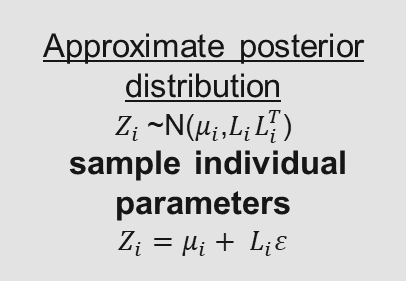 Approximate posterior
distribution
𝑍𝑖 ~N(𝜇𝑖,𝐿𝑖𝐿𝑖ᵀ)
sample individual
parameters
𝑍𝑖 = 𝜇𝑖 + 𝐿𝑖𝜀